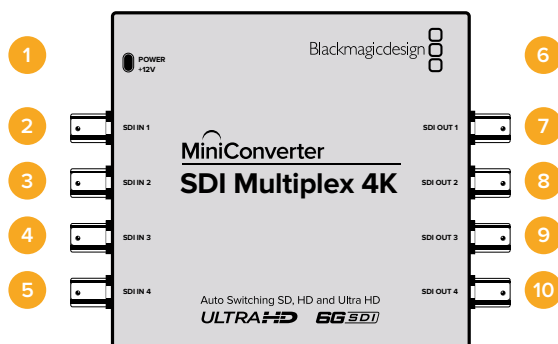 1
POWER
+12V
Blackmagicdesign
6
2
SDI IN 1
SDI OUT 1
7
MiniConverter
3
SDI IN 2
SDI Multiplex 4K
SDI OUT 2
8
4
SDI IN 3
SDI OUT 3
9
5
SDI IN 4
SDI OUT 4
10
Auto Switching SD, HD and Ultra HD
ULTRAHD 6G SDI